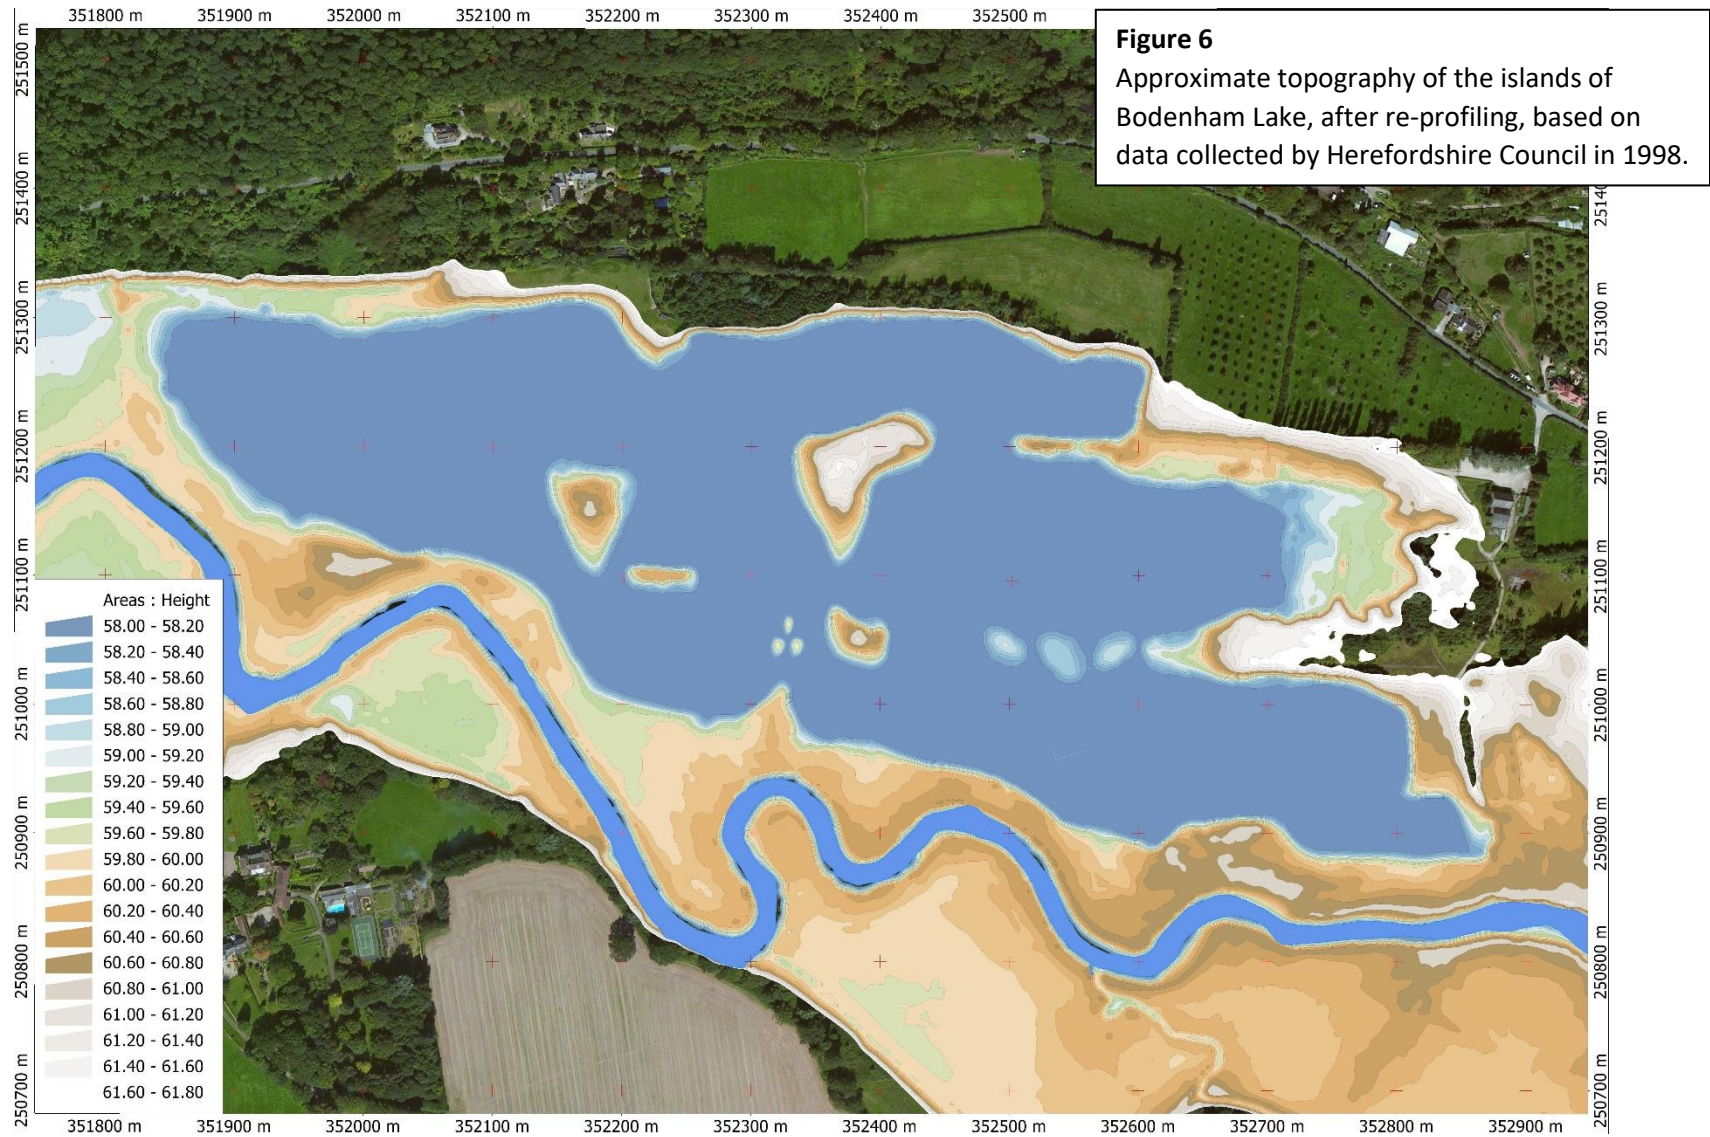 351800 m 351900 m 352000 m 352100 m 352200 m 352300 m 352400 m 352500 m
Figure 6
Approximate topography of the islands of
Bodenham Lake, after re-profiling, based on
data collected by Herefordshire Council in 1998.
251500 m
251400 m
251300 m
251200 m
251100 m
251000 m
250900 m
250800 m
250700 m
25140
251300 m
251200 m
251100 m
251000 m
250900 m
250800 m
250700 m
Areas : Height
58.00 - 58.20
58.20 - 58.40
58.40 - 58.60
58.60 - 58.80
58.80 - 59.00
59.00 - 59.20
59.20 - 59.40
59.40 - 59.60
59.60 - 59.80
59.80 - 60.00
60.00 - 60.20
60.20 - 60.40
60.40 - 60.60
60.60 - 60.80
60.80 - 61.00
61.00 - 61.20
61.20 - 61.40
61.40 - 61.60
61.60 - 61.80
351800 m 351900 m 352000 m 352100 m 352200 m 352300 m 352400 m 352500 m 352600 m 352700 m 352800 m 352900 m